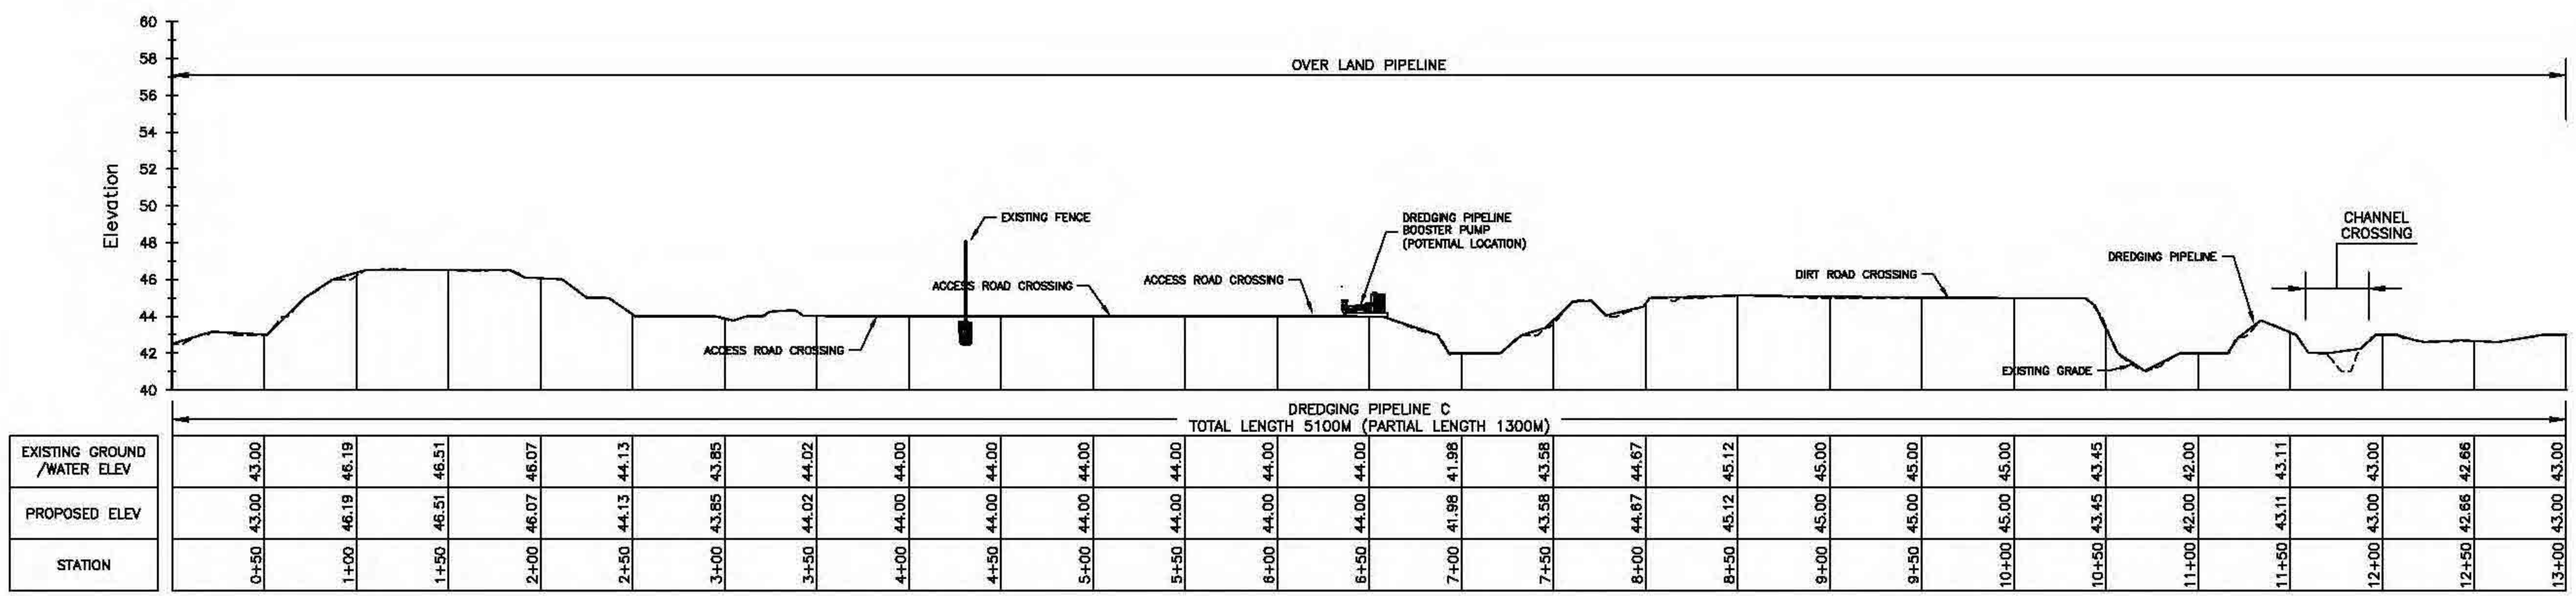 60
58
56
54
52
50
48
46
44
42
40
Elevation
OVER LAND PIPELINE
EXISTING FENCE
DREDGING PIPELINE
BOOSTER PUMP
(POTENTIAL LOCATION)
CHANNEL
CROSSING
DREDGING PIPELINE
ACCESS ROAD CROSSING
ACCESS ROAD CROSSING
DIRT ROAD CROSSING
ACCESS ROAD CROSSING
EXISTING GRADE
DREDGING PIPELINE C
TOTAL LENGTH 5100M (PARTIAL LENGTH 1300M)
EXISTING GROUND
/WATER ELEV
43.00 46.19 46.51 46.07 44.13 43.85 44.02 44.00 44.00 44.00 44.00 44.00 44.00 41.98 43.58 44.67 45.12 45.00 45.00 45.00 43.45 42.00 43.11 43.00 42.66 43.00
PROPOSED ELEV
43.00 46.19 46.51 46.07 44.13 43.85 44.02 44.00 44.00 44.00 44.00 44.00 44.00 41.98 43.58 44.67 45.12 45.00 45.00 45.00 43.45 42.00 43.11 43.00 42.66 43.00
STATION
0+50 1+00 1+50 2+00 2+50 3+00 3+50 4+00 4+50 5+00 5+50 6+00 6+50 7+00 7+50 8+00 8+50 9+00 9+50 10+00 10+50 11+00 11+50 12+00 12+50 13+00